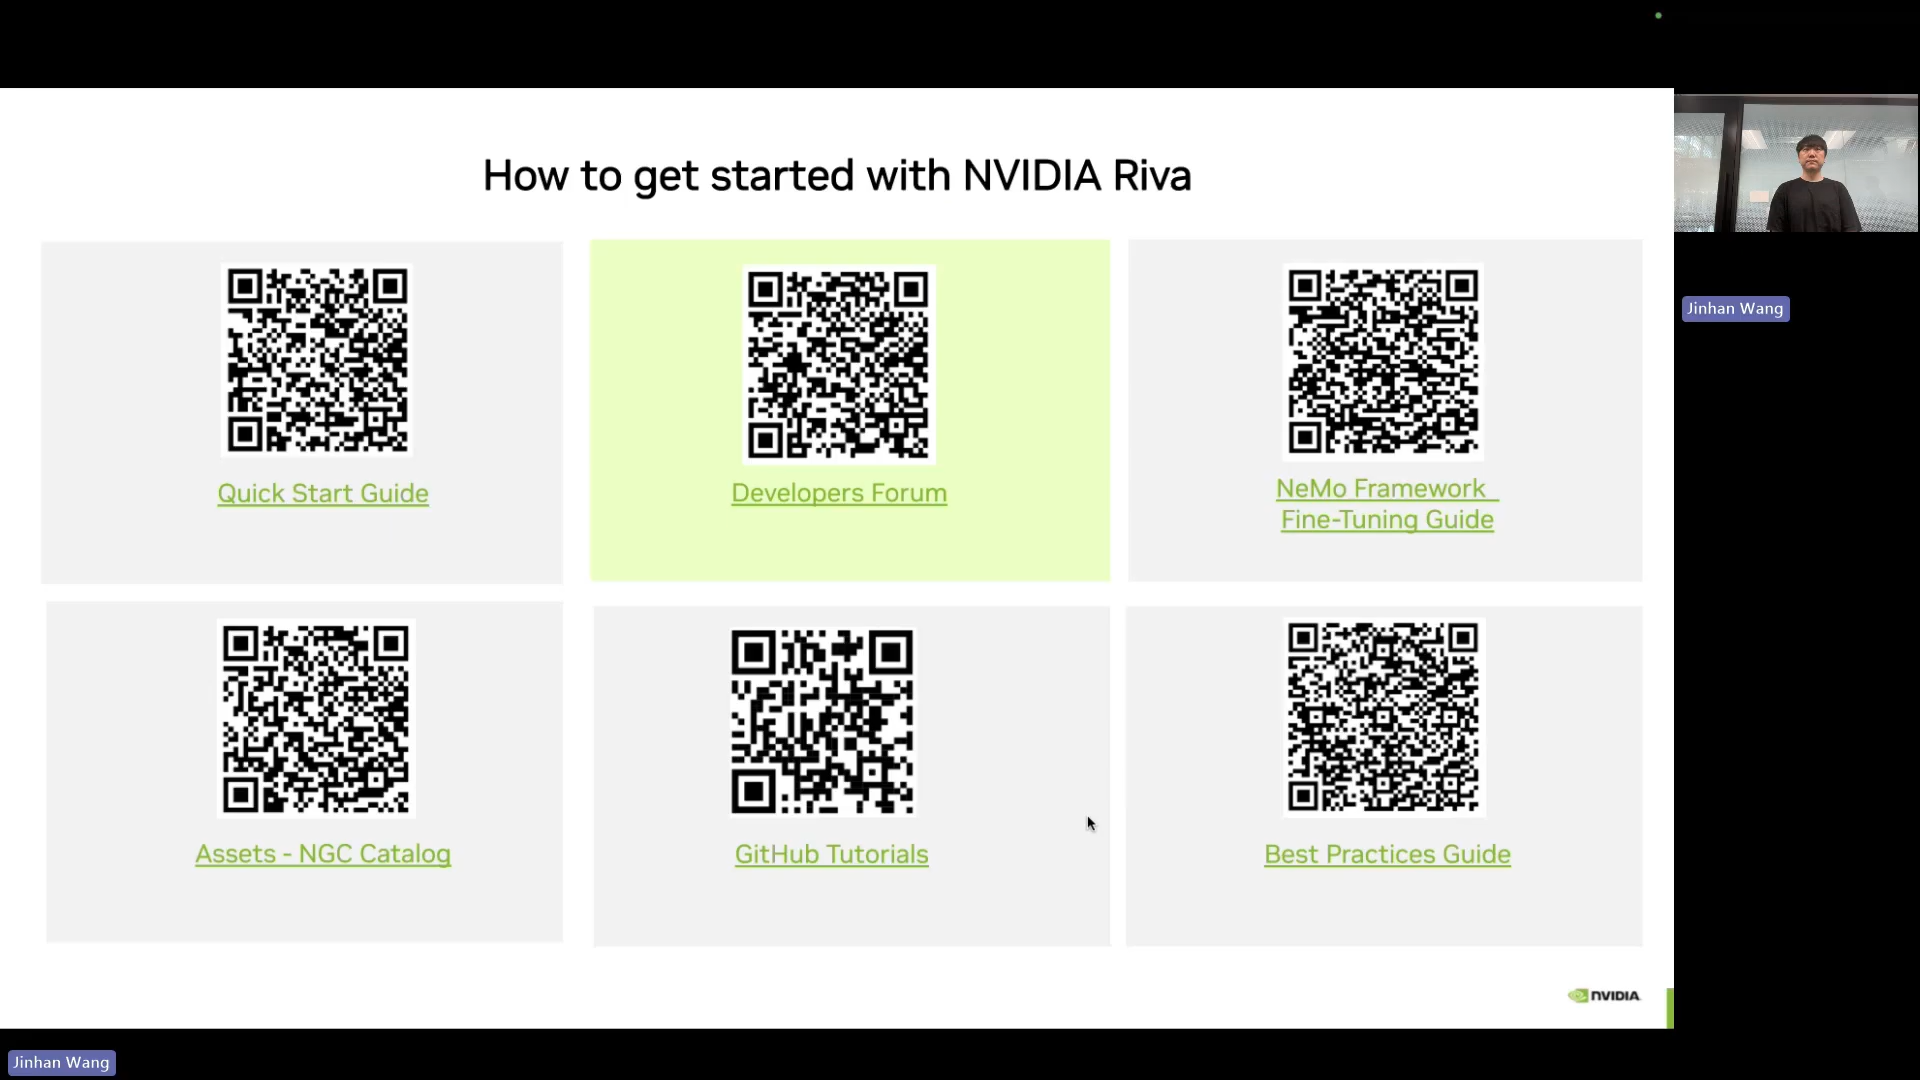 How to get started with NVIDIA Riva
Jinhan Wang
Quick Start Guide
Developers Forum
NeMo Framework
Fine-Tuning Guide
Assets - NGC Catalog
GitHub Tutorials
Best Practices Guide
NVIDIA
Jinhan Wang